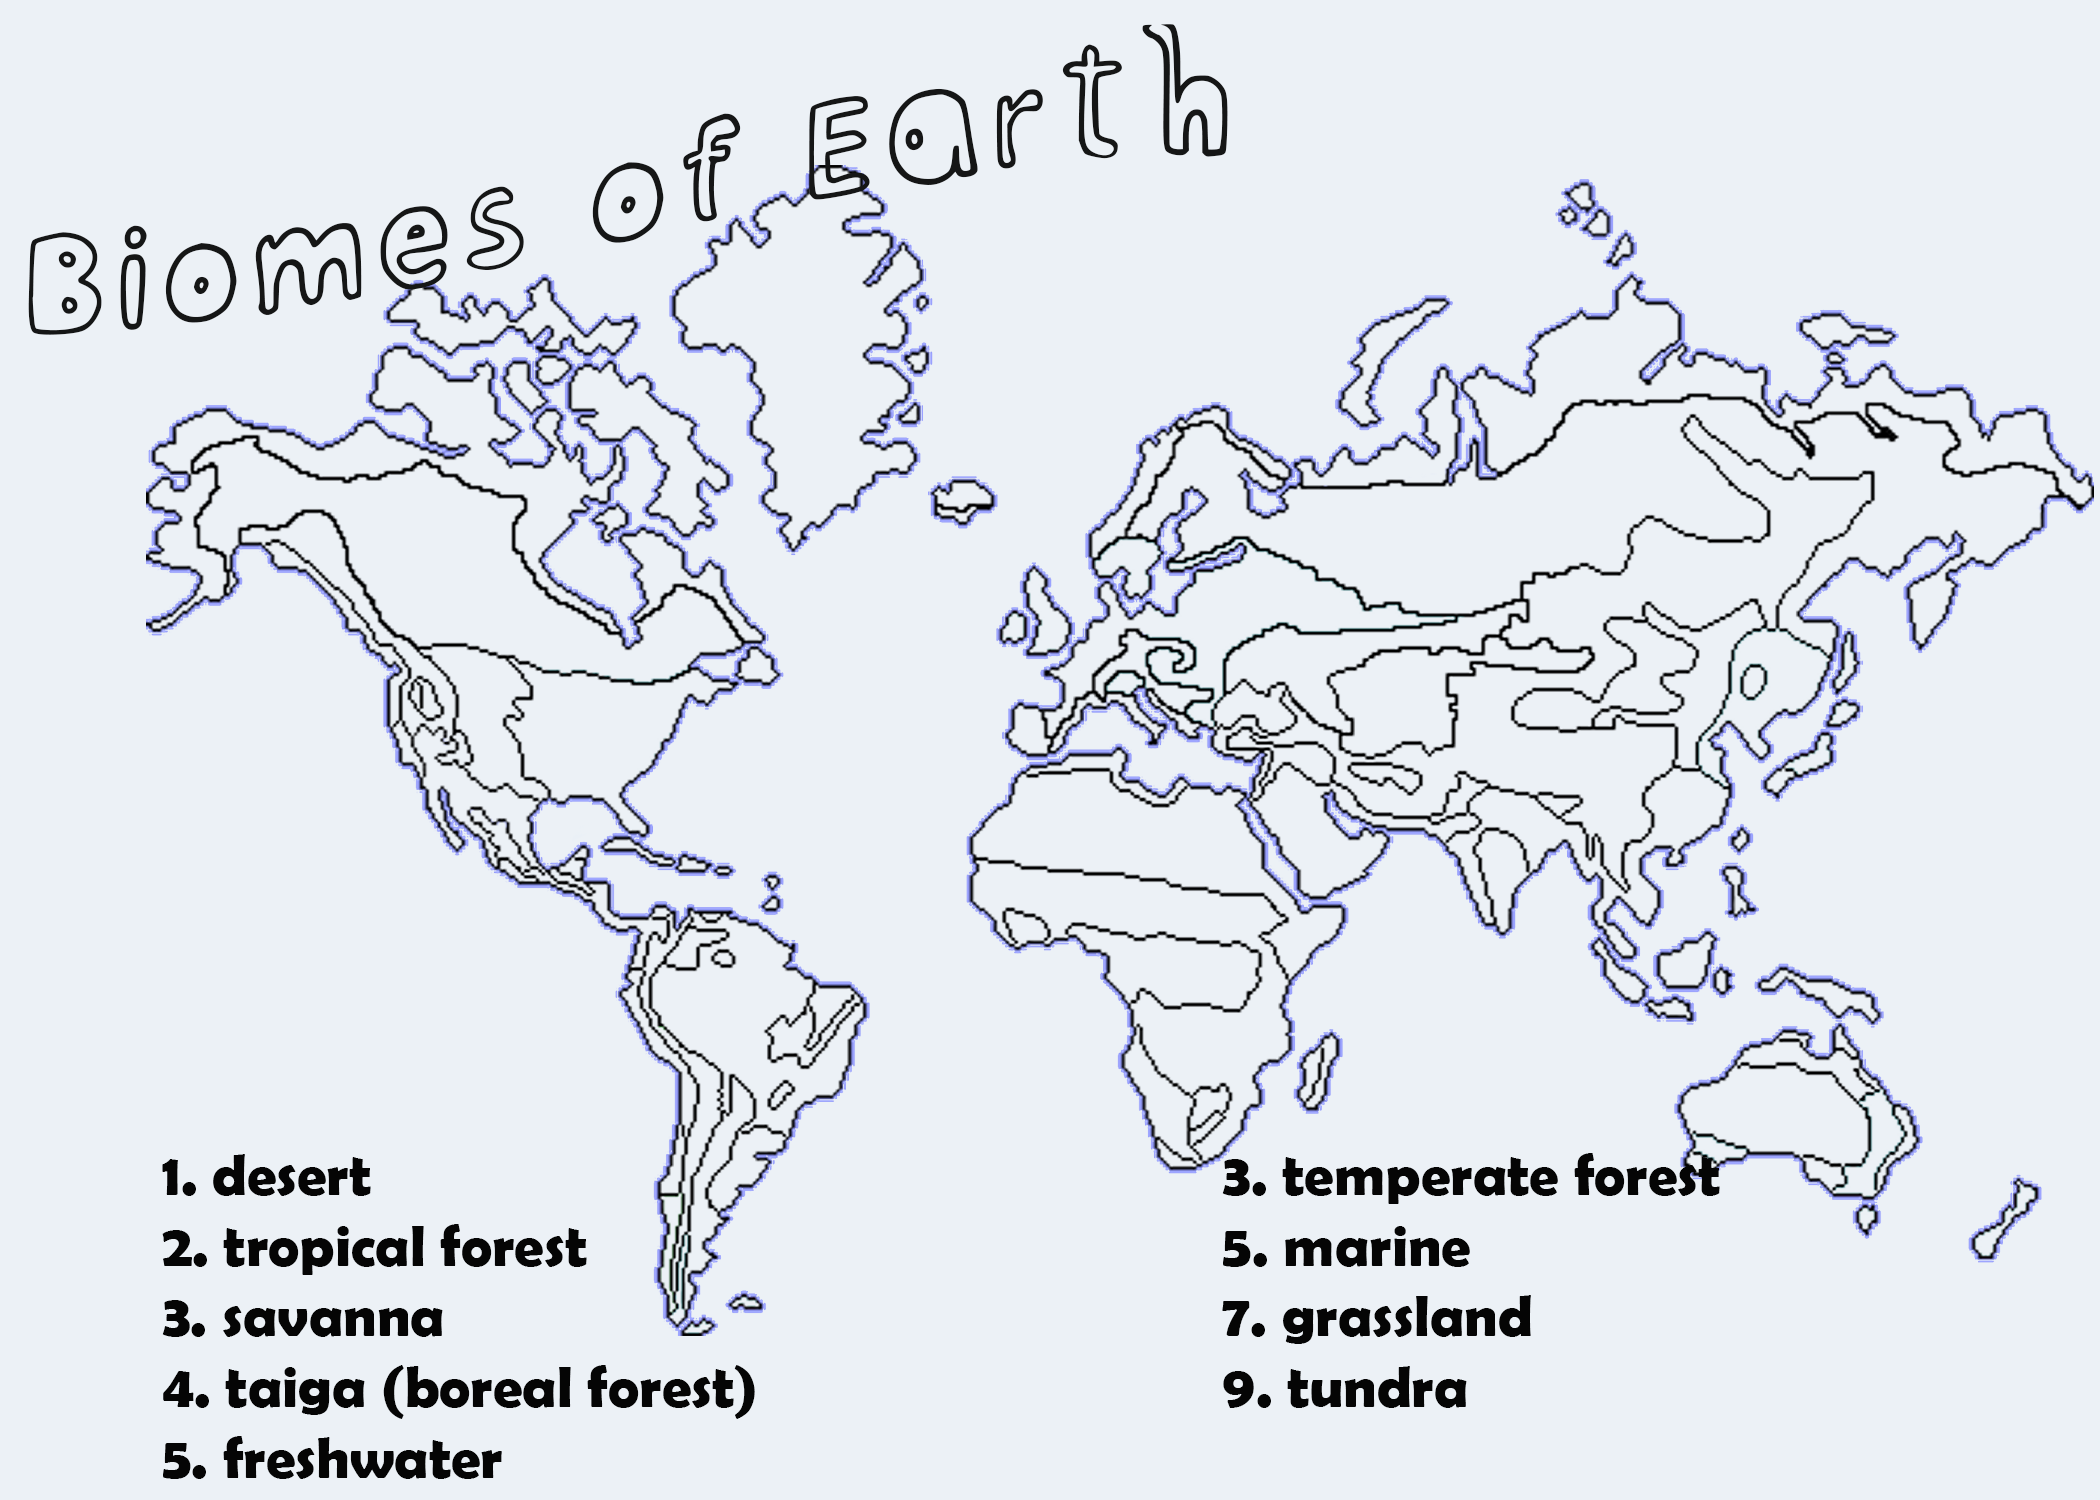 Biomes of Earth
1. desert
2. tropical forest
3. savanna
4. taiga (boreal forest)
5. freshwater
3. temperate forest
5. marine
7. grassland
9. tundra